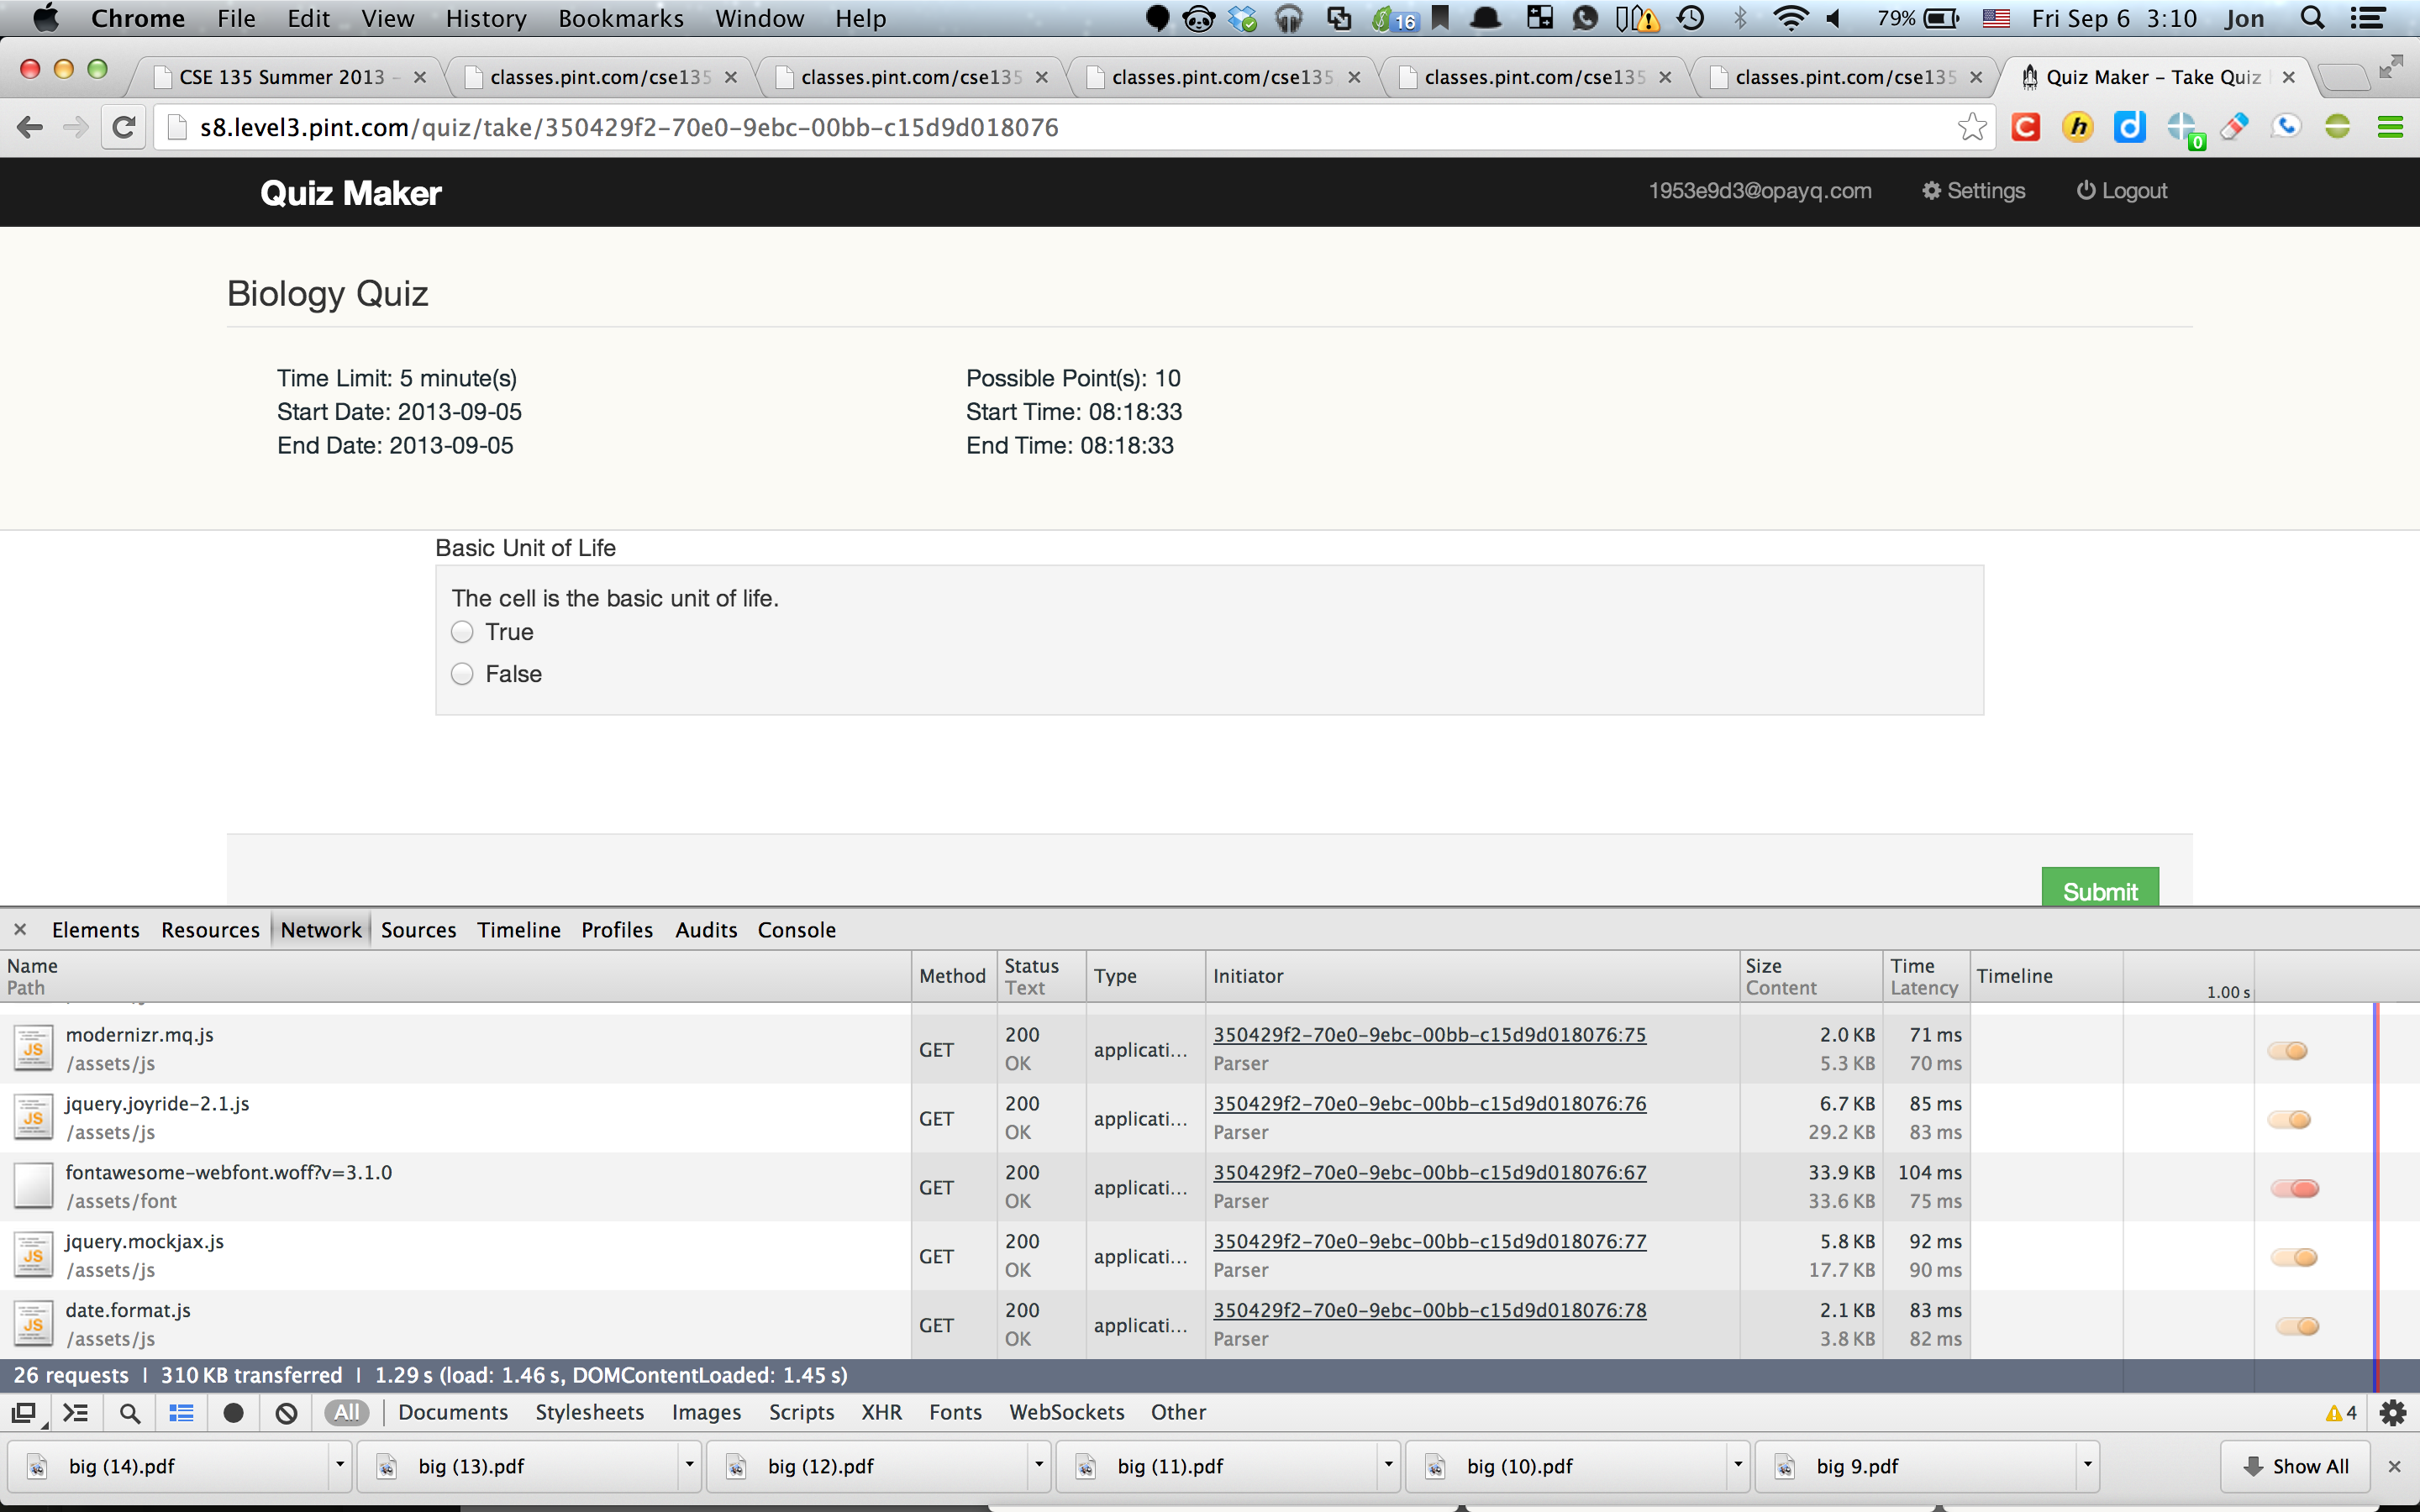 Chrome File Edit View History Bookmarks Window Help 16 79% Fri Sep 6 3:10 Jon
CSE 135 Summer 2013 - classes.pint.com/cse135 classes.pint.com/cse135 classes.pint.com/cse135 classes.pint.com/cse135 classes.pint.com/cse135 Quiz Maker - Take Quiz
s8.level3.pint.com/quiz/take/350429f2-70e0-9ebc-00bb-c15d9d018076 C h d 0
Quiz Maker 1953e9d3@opayq.com Settings Logout
Biology Quiz
Time Limit: 5 minute(s) Possible Point(s): 10
Start Date: 2013-09-05 Start Time: 08:18:33
End Date: 2013-09-05 End Time: 08:18:33
Basic Unit of Life
The cell is the basic unit of life.
True
False
Submit
Elements Resources Network Sources Timeline Profiles Audits Console
Name Method Status Type Initiator Size Time Timeline
Path Text Content Latency 1.00 s
modernizr.mq.js GET 200 applicati... 350429f2-70e0-9ebc-00bb-c15d9d018076:75 2.0 KB 71 ms
/assets/js OK Parser 5.3 KB 70 ms
jquery.joyride-2.1.js GET 200 applicati... 350429f2-70e0-9ebc-00bb-c15d9d018076:76 6.7 KB 85 ms
/assets/js OK Parser 29.2 KB 83 ms
fontawesome-webfont.woff?v=3.1.0 GET 200 applicati... 350429f2-70e0-9ebc-00bb-c15d9d018076:67 33.9 KB 104 ms
/assets/font OK Parser 33.6 KB 75 ms
jquery.mockjax.js GET 200 applicati... 350429f2-70e0-9ebc-00bb-c15d9d018076:77 5.8 KB 92 ms
/assets/js OK Parser 17.7 KB 90 ms
date.format.js GET 200 applicati... 350429f2-70e0-9ebc-00bb-c15d9d018076:78 2.1 KB 83 ms
/assets/js OK Parser 3.8 KB 82 ms
26 requests | 310 KB transferred | 1.29 s (load: 1.46 s, DOMContentLoaded: 1.45 s)
All Documents Stylesheets Images Scripts XHR Fonts WebSockets Other 4
big (14).pdf big (13).pdf big (12).pdf big (11).pdf big (10).pdf big 9.pdf Show All